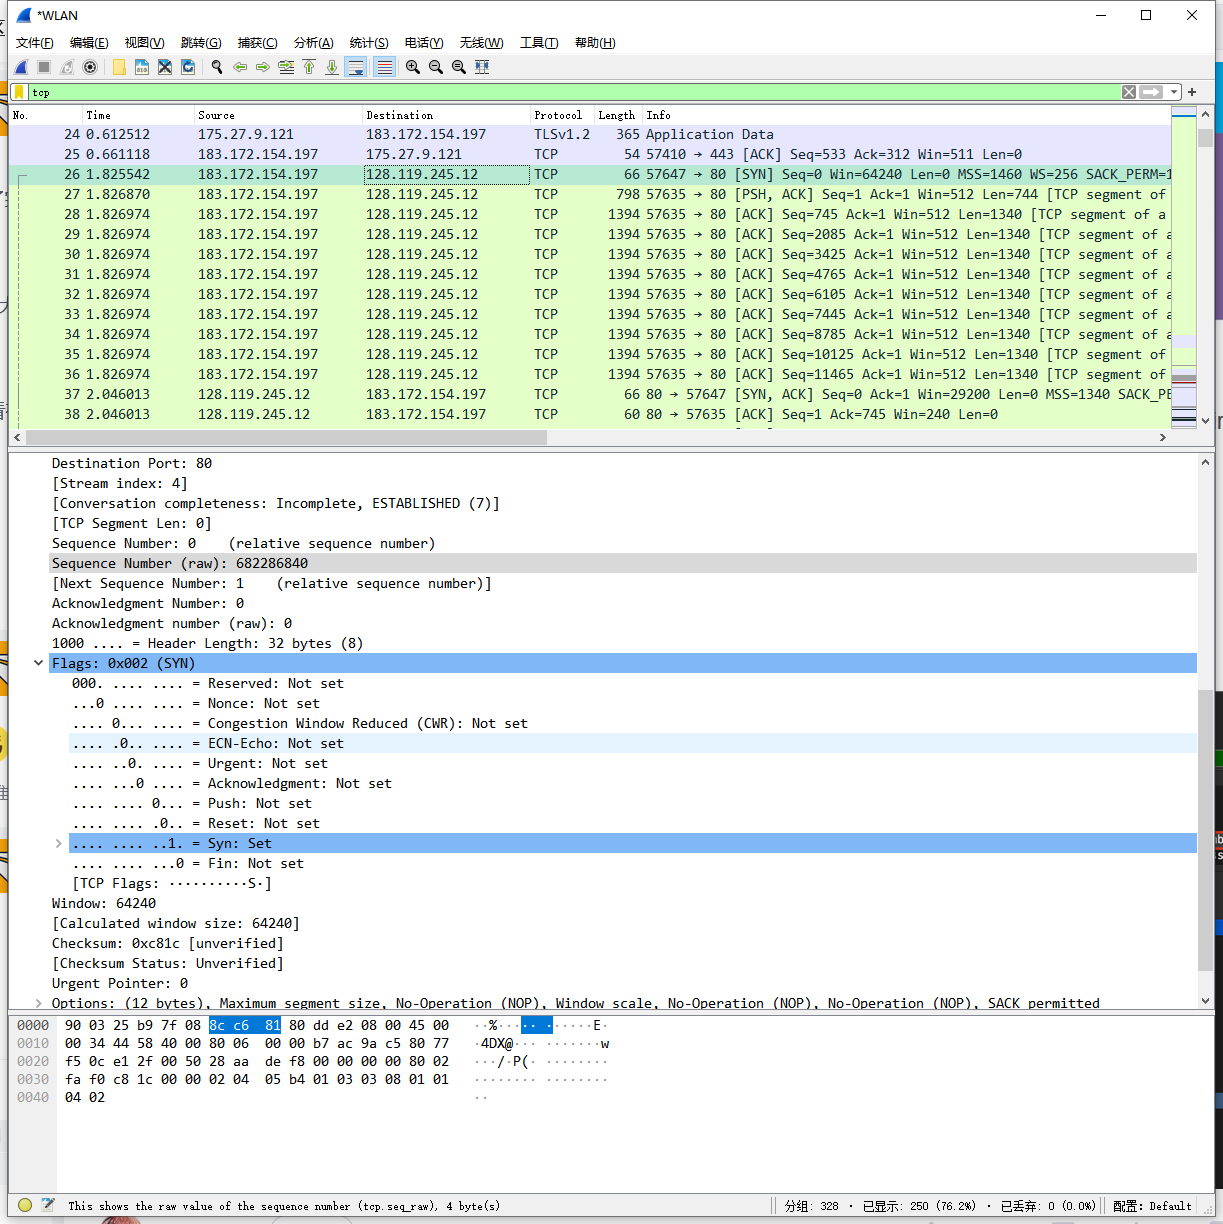 *WLAN
文件(F) 编辑(E) 视图(V) 跳转(G) 捕获(C) 分析(A) 统计(S) 电话(Y) 无线(W) 工具(T) 帮助(H)
tcp
No. Time Source Destination Protocol Length Info
24 0.612512 175.27.9.121 183.172.154.197 TLSv1.2 365 Application Data
25 0.661118 183.172.154.197 175.27.9.121 TCP 54 57410 → 443 [ACK] Seq=533 Ack=312 Win=511 Len=0
26 1.825542 183.172.154.197 128.119.245.12 TCP 66 57647 → 80 [SYN] Seq=0 Win=64240 Len=0 MSS=1460 WS=256 SACK_PERM=1
27 1.826870 183.172.154.197 128.119.245.12 TCP 798 57635 → 80 [PSH, ACK] Seq=1 Ack=1 Win=512 Len=744 [TCP segment of
28 1.826974 183.172.154.197 128.119.245.12 TCP 1394 57635 → 80 [ACK] Seq=745 Ack=1 Win=512 Len=1340 [TCP segment of a
29 1.826974 183.172.154.197 128.119.245.12 TCP 1394 57635 → 80 [ACK] Seq=2085 Ack=1 Win=512 Len=1340 [TCP segment of a
30 1.826974 183.172.154.197 128.119.245.12 TCP 1394 57635 → 80 [ACK] Seq=3425 Ack=1 Win=512 Len=1340 [TCP segment of a
31 1.826974 183.172.154.197 128.119.245.12 TCP 1394 57635 → 80 [ACK] Seq=4765 Ack=1 Win=512 Len=1340 [TCP segment of a
32 1.826974 183.172.154.197 128.119.245.12 TCP 1394 57635 → 80 [ACK] Seq=6105 Ack=1 Win=512 Len=1340 [TCP segment of a
33 1.826974 183.172.154.197 128.119.245.12 TCP 1394 57635 → 80 [ACK] Seq=7445 Ack=1 Win=512 Len=1340 [TCP segment of a
34 1.826974 183.172.154.197 128.119.245.12 TCP 1394 57635 → 80 [ACK] Seq=8785 Ack=1 Win=512 Len=1340 [TCP segment of a
35 1.826974 183.172.154.197 128.119.245.12 TCP 1394 57635 → 80 [ACK] Seq=10125 Ack=1 Win=512 Len=1340 [TCP segment of
36 1.826974 183.172.154.197 128.119.245.12 TCP 1394 57635 → 80 [ACK] Seq=11465 Ack=1 Win=512 Len=1340 [TCP segment of
37 2.046013 128.119.245.12 183.172.154.197 TCP 66 80 → 57647 [SYN, ACK] Seq=0 Ack=1 Win=29200 Len=0 MSS=1340 SACK_PE
38 2.046013 128.119.245.12 183.172.154.197 TCP 60 80 → 57635 [ACK] Seq=1 Ack=745 Win=240 Len=0
Destination Port: 80
[Stream index: 4]
[Conversation completeness: Incomplete, ESTABLISHED (7)]
[TCP Segment Len: 0]
Sequence Number: 0 (relative sequence number)
Sequence Number (raw): 682286840
[Next Sequence Number: 1 (relative sequence number)]
Acknowledgment Number: 0
Acknowledgment number (raw): 0
1000 .... = Header Length: 32 bytes (8)
Flags: 0x002 (SYN)
000. .... .... = Reserved: Not set
...0 .... .... = Nonce: Not set
.... 0... .... = Congestion Window Reduced (CWR): Not set
.... .0.. .... = ECN-Echo: Not set
.... ..0. .... = Urgent: Not set
.... ...0 .... = Acknowledgment: Not set
.... .... 0... = Push: Not set
.... .... .0.. = Reset: Not set
.... .... ..1. = Syn: Set
.... .... ...0 = Fin: Not set
[TCP Flags: ··········S·]
Window: 64240
[Calculated window size: 64240]
Checksum: 0xc81c [unverified]
[Checksum Status: Unverified]
Urgent Pointer: 0
Options: (12 bytes), Maximum segment size, No-Operation (NOP), Window scale, No-Operation (NOP), No-Operation (NOP), SACK permitted
0000 90 03 25 b9 7f 08 8c c6 81 80 dd e2 08 00 45 00 ··%··· ·· ······E·
0010 00 34 44 58 40 00 80 06 00 00 b7 ac 9a c5 80 77 ·4DX@··· ·······w
0020 f5 0c e1 2f 00 50 28 aa de f8 00 00 00 00 80 02 ···/·P(· ········
0030 fa f0 c8 1c 00 00 02 04 05 b4 01 03 03 08 01 01 ········ ········
0040 04 02 ··
This shows the raw value of the sequence number (tcp.seq_raw), 4 byte(s) 分组: 328 · 已显示: 250 (76.2%) · 已丢弃: 0 (0.0%) 配置: Default